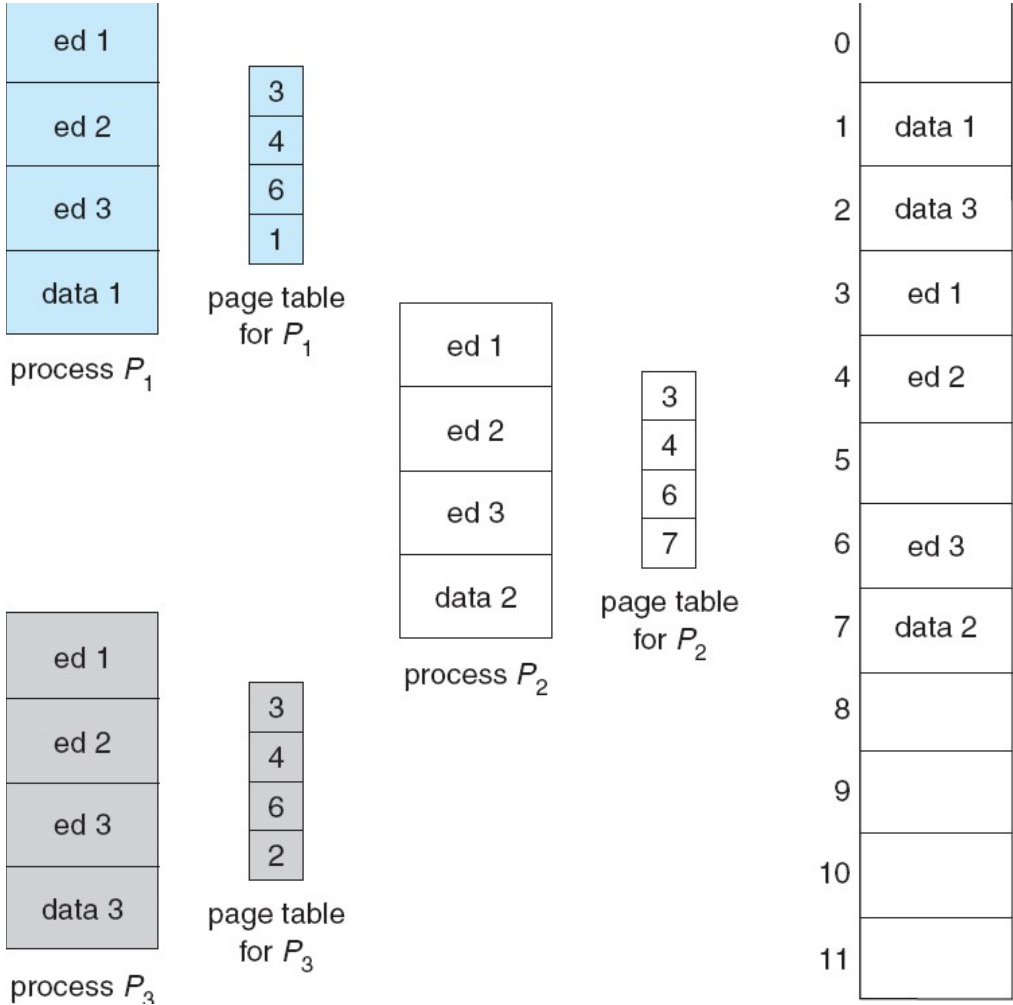 ed 1
ed 2
ed 3
data 1
process P1
3
4
6
1
page table
for P1
ed 1
ed 2
ed 3
data 2
process P2
3
4
6
7
page table
for P2
ed 1
ed 2
ed 3
data 3
process P3
3
4
6
2
page table
for P3
0
1 data 1
2 data 3
3 ed 1
4 ed 2
5
6 ed 3
7 data 2
8
9
10
11